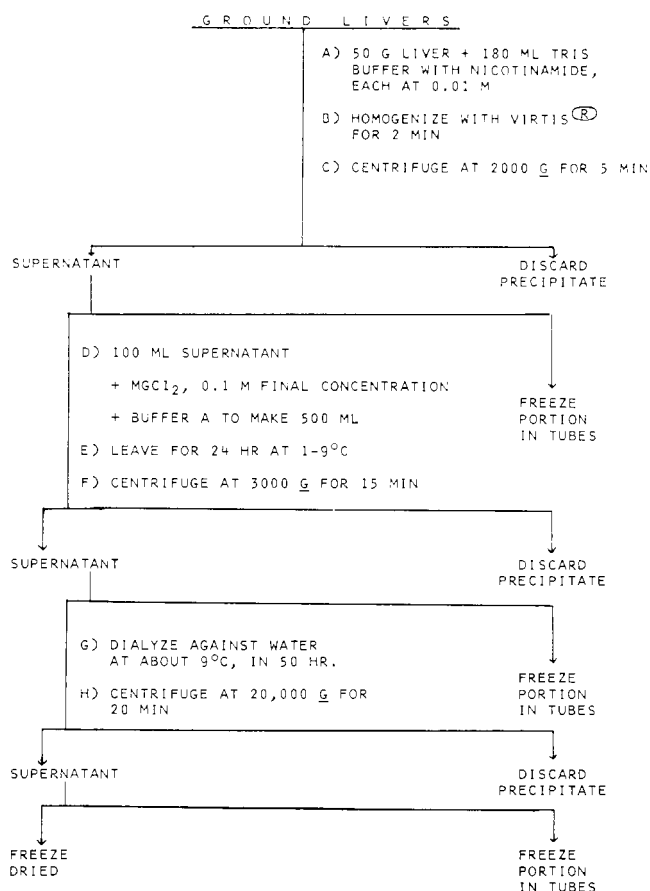 GROUND LIVERS
A) 50 G LIVER + 180 ML TRIS
BUFFER WITH NICOTINAMIDE,
EACH AT 0.01 M
B) HOMOGENIZE WITH VIRTIS®
FOR 2 MIN
C) CENTRIFUGE AT 2000 G FOR 5 MIN
SUPERNATANT
DISCARD
PRECIPITATE
D) 100 ML SUPERNATANT
+ MGCl₂, 0.1 M FINAL CONCENTRATION
+ BUFFER A TO MAKE 500 ML
E) LEAVE FOR 24 HR AT 1-9°C
F) CENTRIFUGE AT 3000 G FOR 15 MIN
FREEZE
PORTION
IN TUBES
SUPERNATANT
DISCARD
PRECIPITATE
G) DIALYZE AGAINST WATER
AT ABOUT 9°C, IN 50 HR.
H) CENTRIFUGE AT 20,000 G FOR
20 MIN
FREEZE
PORTION
IN TUBES
SUPERNATANT
DISCARD
PRECIPITATE
FREEZE
DRIED
FREEZE
PORTION
IN TUBES